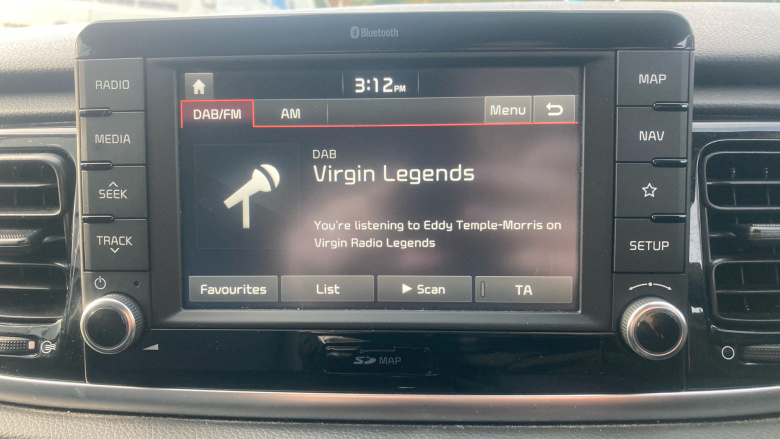 Bluetooth
RADIO
MEDIA
SEEK
TRACK
3:12PM
DAB/FM AM Menu
DAB
Virgin Legends
You're listening to Eddy Temple-Morris on
Virgin Radio Legends
Favourites List Scan TA
MAP
NAV
SETUP
SD MAP